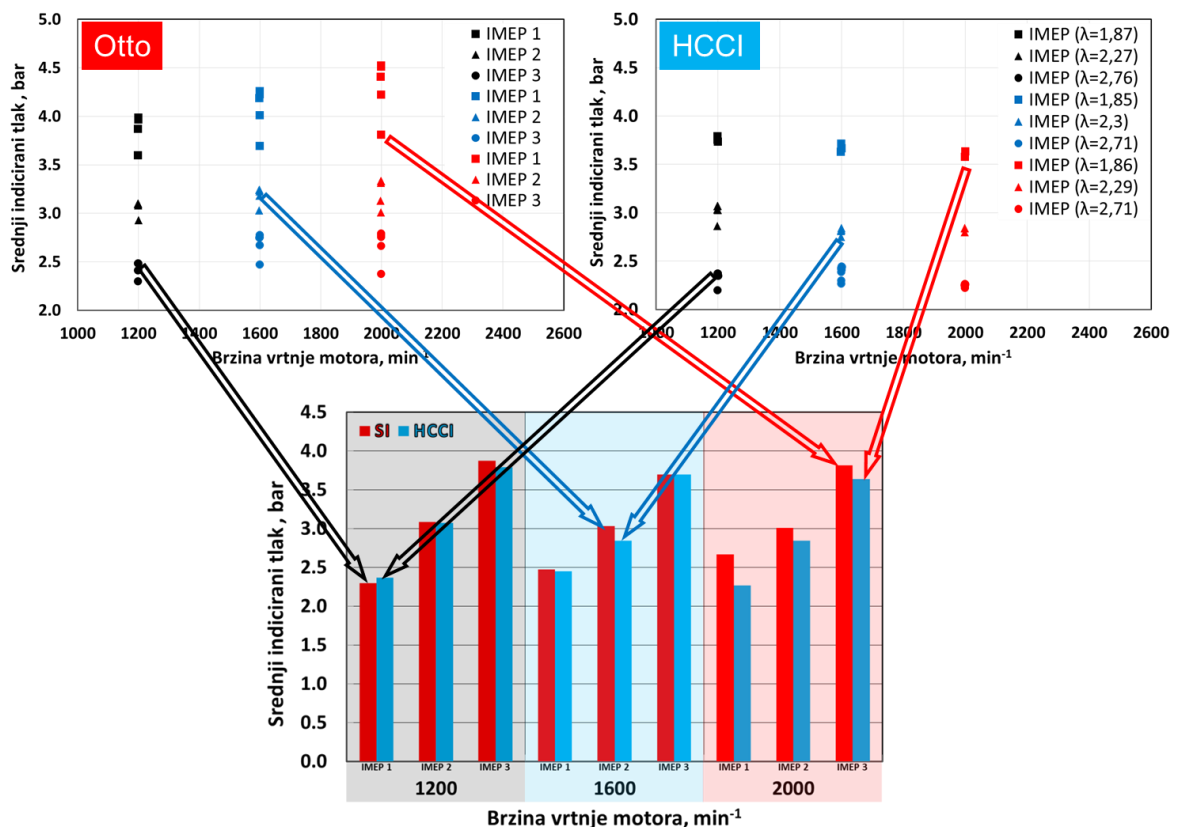 Otto
Srednji indicirani tlak, bar
5.0
4.5
4.0
3.5
3.0
2.5
2.0
1000 1200 1400 1600 1800 2000 2200 2400 2600
Brzina vrtnje motora, min⁻¹
IMEP 1
IMEP 2
IMEP 3
IMEP 1
IMEP 2
IMEP 3
IMEP 1
IMEP 2
IMEP 3
HCCI
Srednji indicirani tlak, bar
5.0
4.5
4.0
3.5
3.0
2.5
2.0
1000 1200 1400 1600 1800 2000 2200 2400 2600
Brzina vrtnje motora, min⁻¹
IMEP (λ=1,87)
IMEP (λ=2,27)
IMEP (λ=2,76)
IMEP (λ=1,85)
IMEP (λ=2,3)
IMEP (λ=2,71)
IMEP (λ=1,86)
IMEP (λ=2,29)
IMEP (λ=2,71)
Srednji indicirani tlak, bar
4.5
4.0
3.5
3.0
2.5
2.0
1.5
1.0
0.5
0.0
SI HCCI
IMEP 1 IMEP 2 IMEP 3 IMEP 1 IMEP 2 IMEP 3 IMEP 1 IMEP 2 IMEP 3
1200 1600 2000
Brzina vrtnje motora, min⁻¹